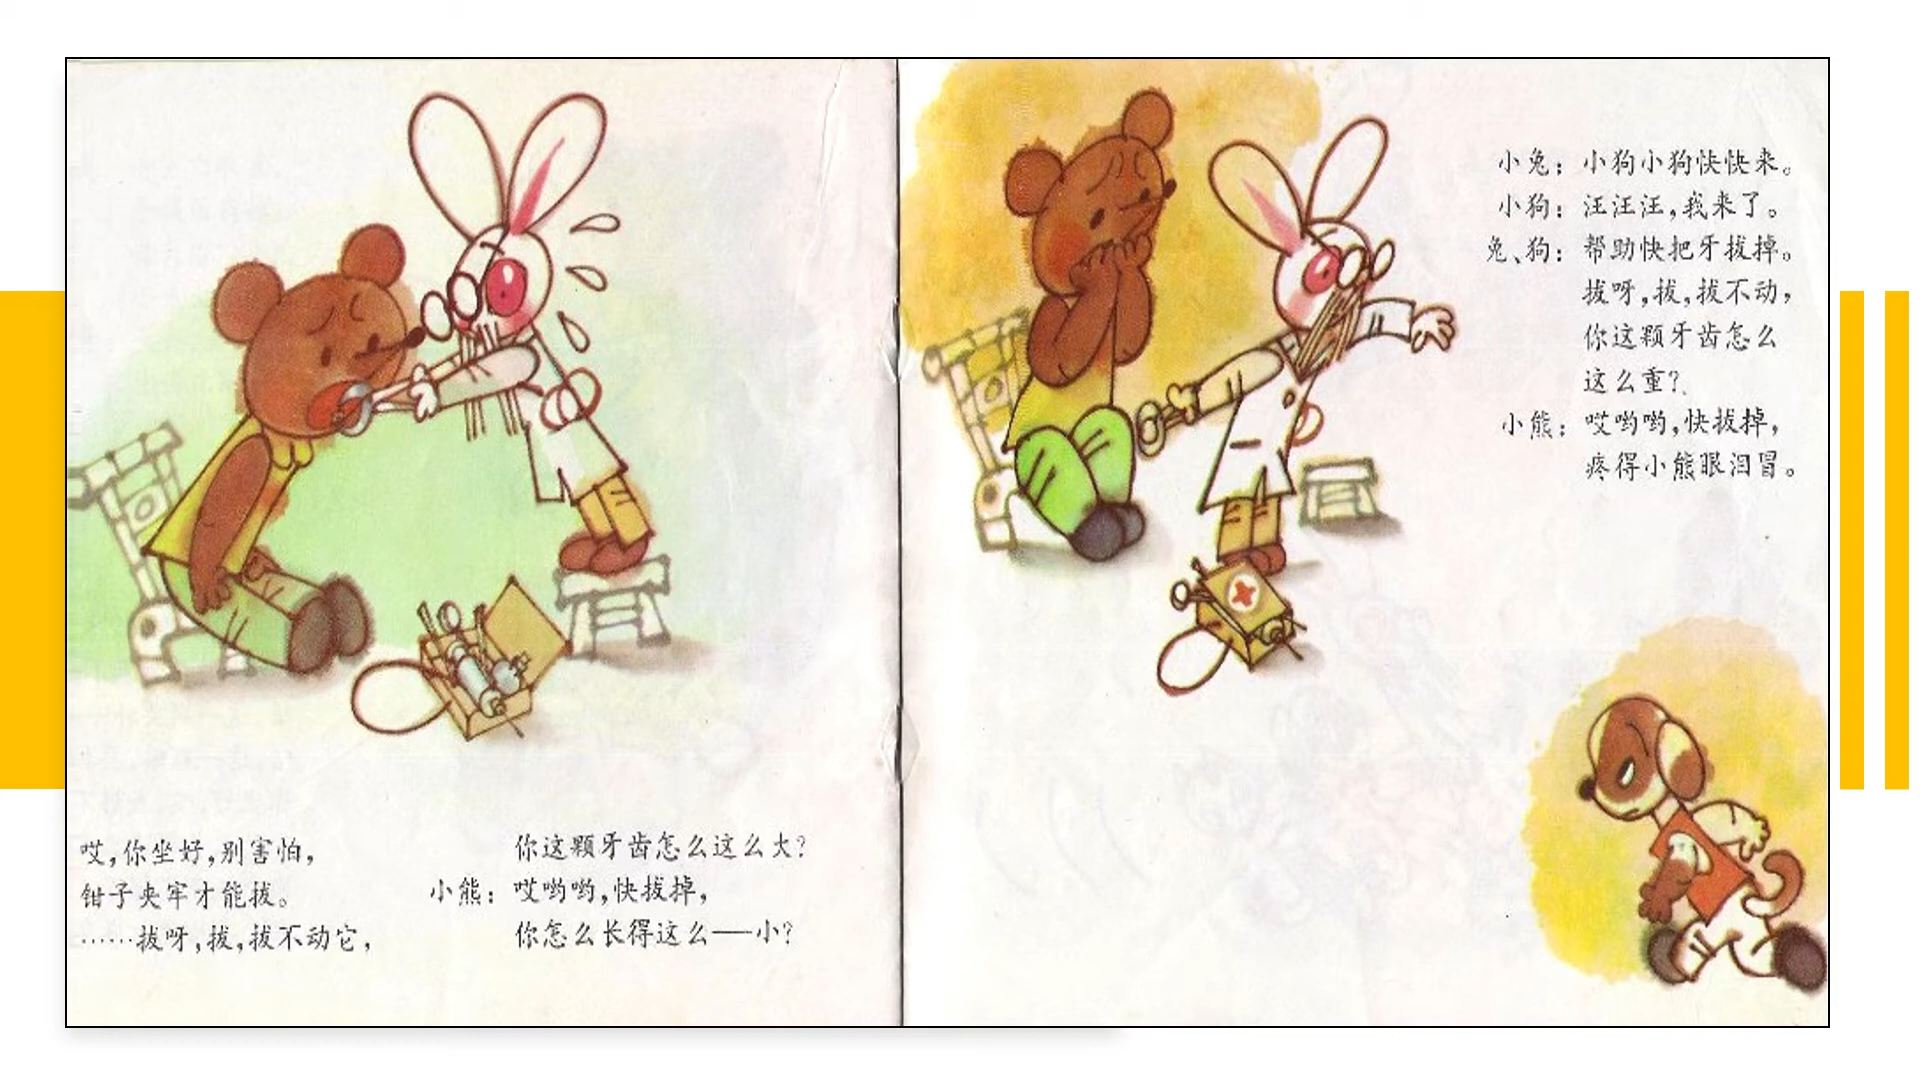 哎，你坐好，别害怕，
钳子夹牢才能拔。
……拔呀，拔，拔不动它，
你这颗牙齿怎么这么大？
小熊：哎哟哟，快拔掉，
你怎么长得这么——小？
小兔：小狗小狗快快来。
小狗：汪汪汪，我来了。
兔、狗：帮助快把牙拔掉。
拔呀，拔，拔不动，
你这颗牙齿怎么
这么重？
小熊：哎哟哟，快拔掉，
疼得小熊眼泪冒。